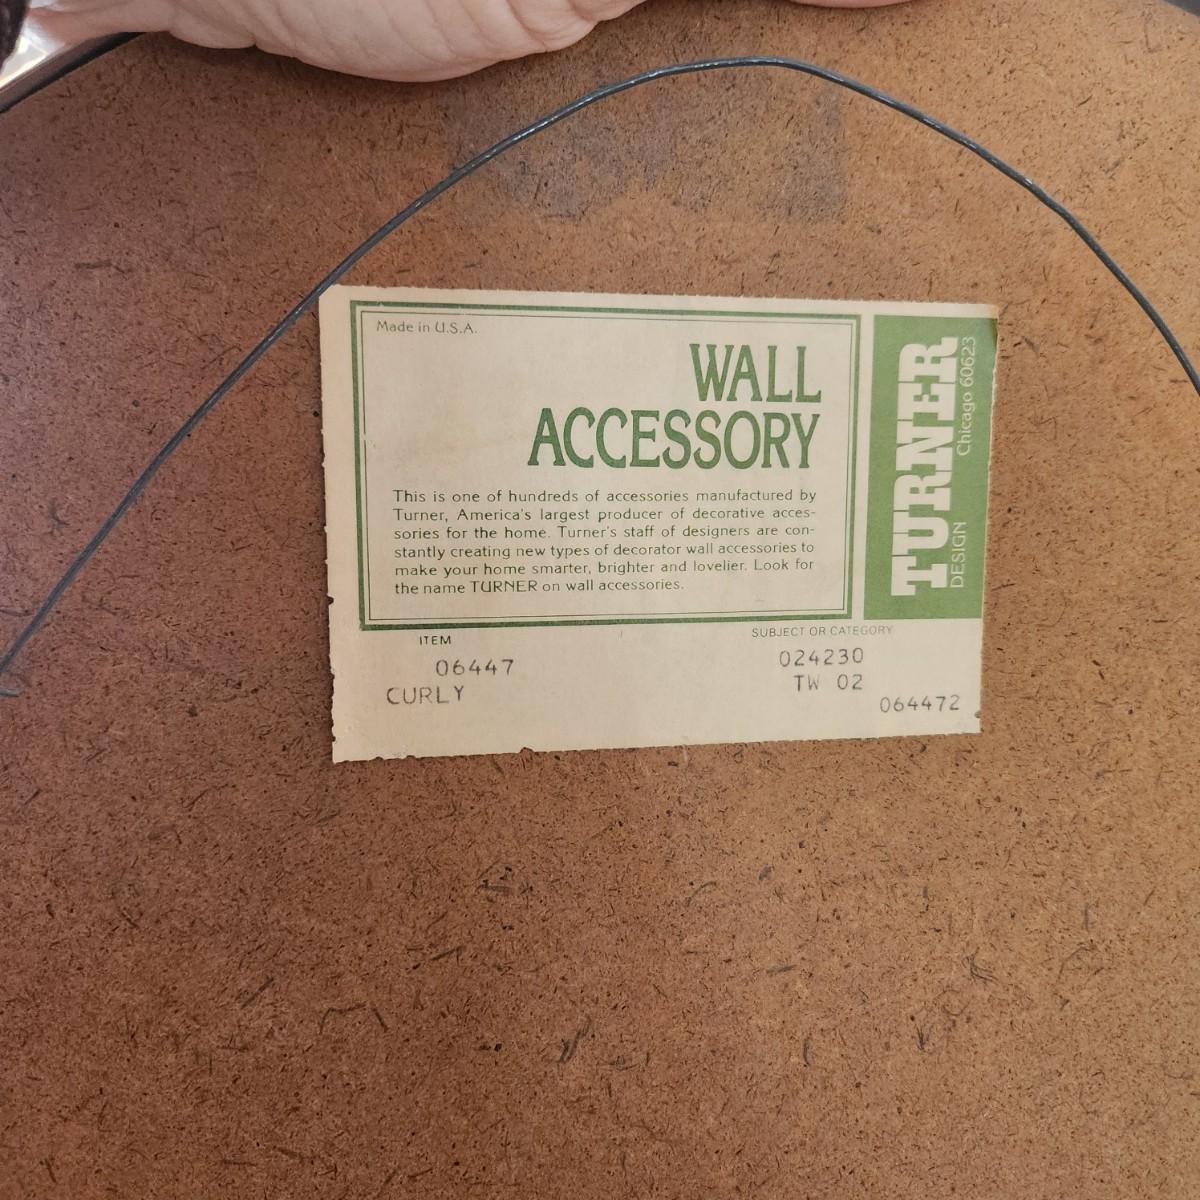 Made in U.S.A.
WALL
ACCESSORY
This is one of hundreds of accessories manufactured by
Turner, America's largest producer of decorative acces-
sories for the home. Turner's staff of designers are con-
stantly creating new types of decorator wall accessories to
make your home smarter, brighter and lovelier. Look for
the name TURNER on wall accessories.
TURNER
DESIGN Chicago 60623
ITEM
06447
CURLY
SUBJECT OR CATEGORY
024230
TW 02
064472